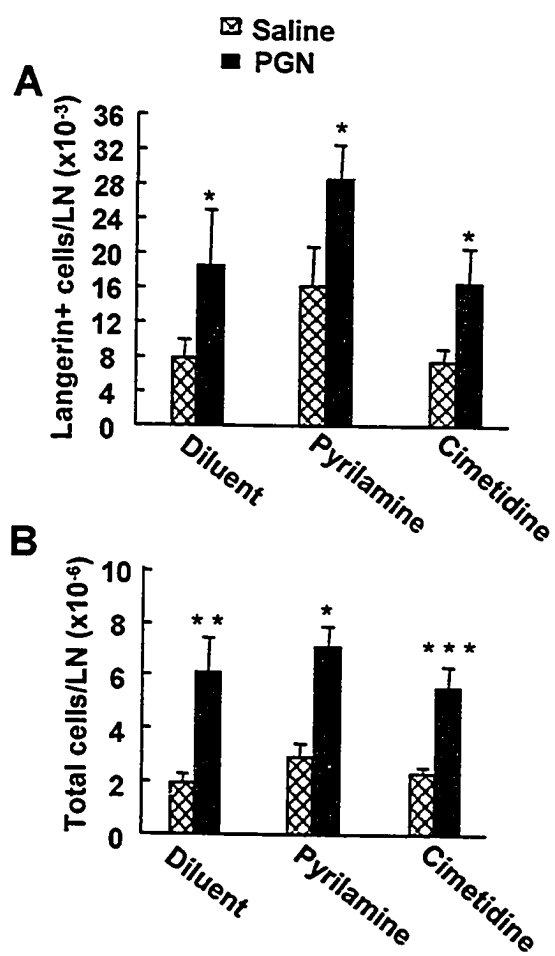 Saline
PGN
A
Langerin+ cells/LN (x10⁻³)
36
32
28
24
20
16
12
8
4
0
*
*
*
Diluent
Pyrilamine
Cimetidine
B
Total cells/LN (x10⁻⁶)
10
8
6
4
2
0
* *
*
* * *
Diluent
Pyrilamine
Cimetidine